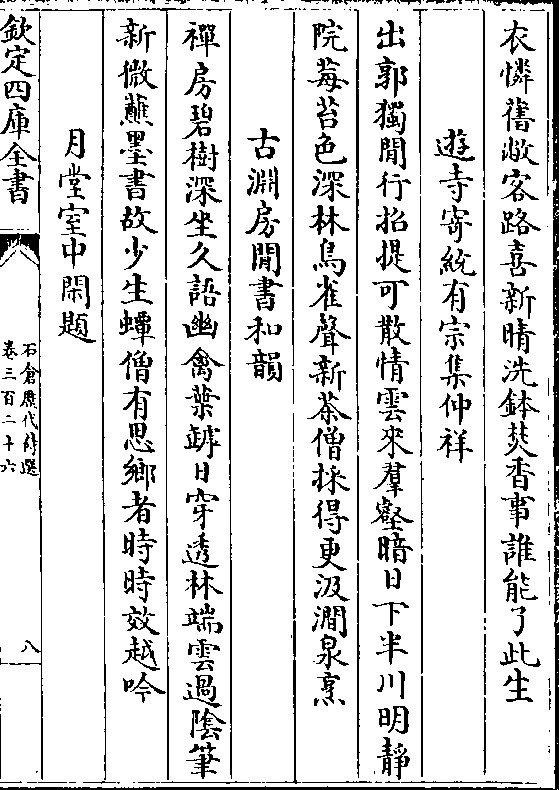 衣憐舊敝客路喜新晴洗鉢焚香事誰能了此生
遊寺寄統有宗集仲祥
出郭獨閒行招提可散情雲來羣壑暗日下半川明靜
院莓苔色深林鳥雀聲新茶僧採得更汲澗泉烹
古淵房閒書和韻
禪房碧樹深坐久語幽禽葉罅日穿透林端雲過陰筆
新微蘸墨書故少生蟫僧有思鄉者時時效越吟
月堂室中閑題
欽定四庫全書
石倉歷代詩選
卷三百二十六
八